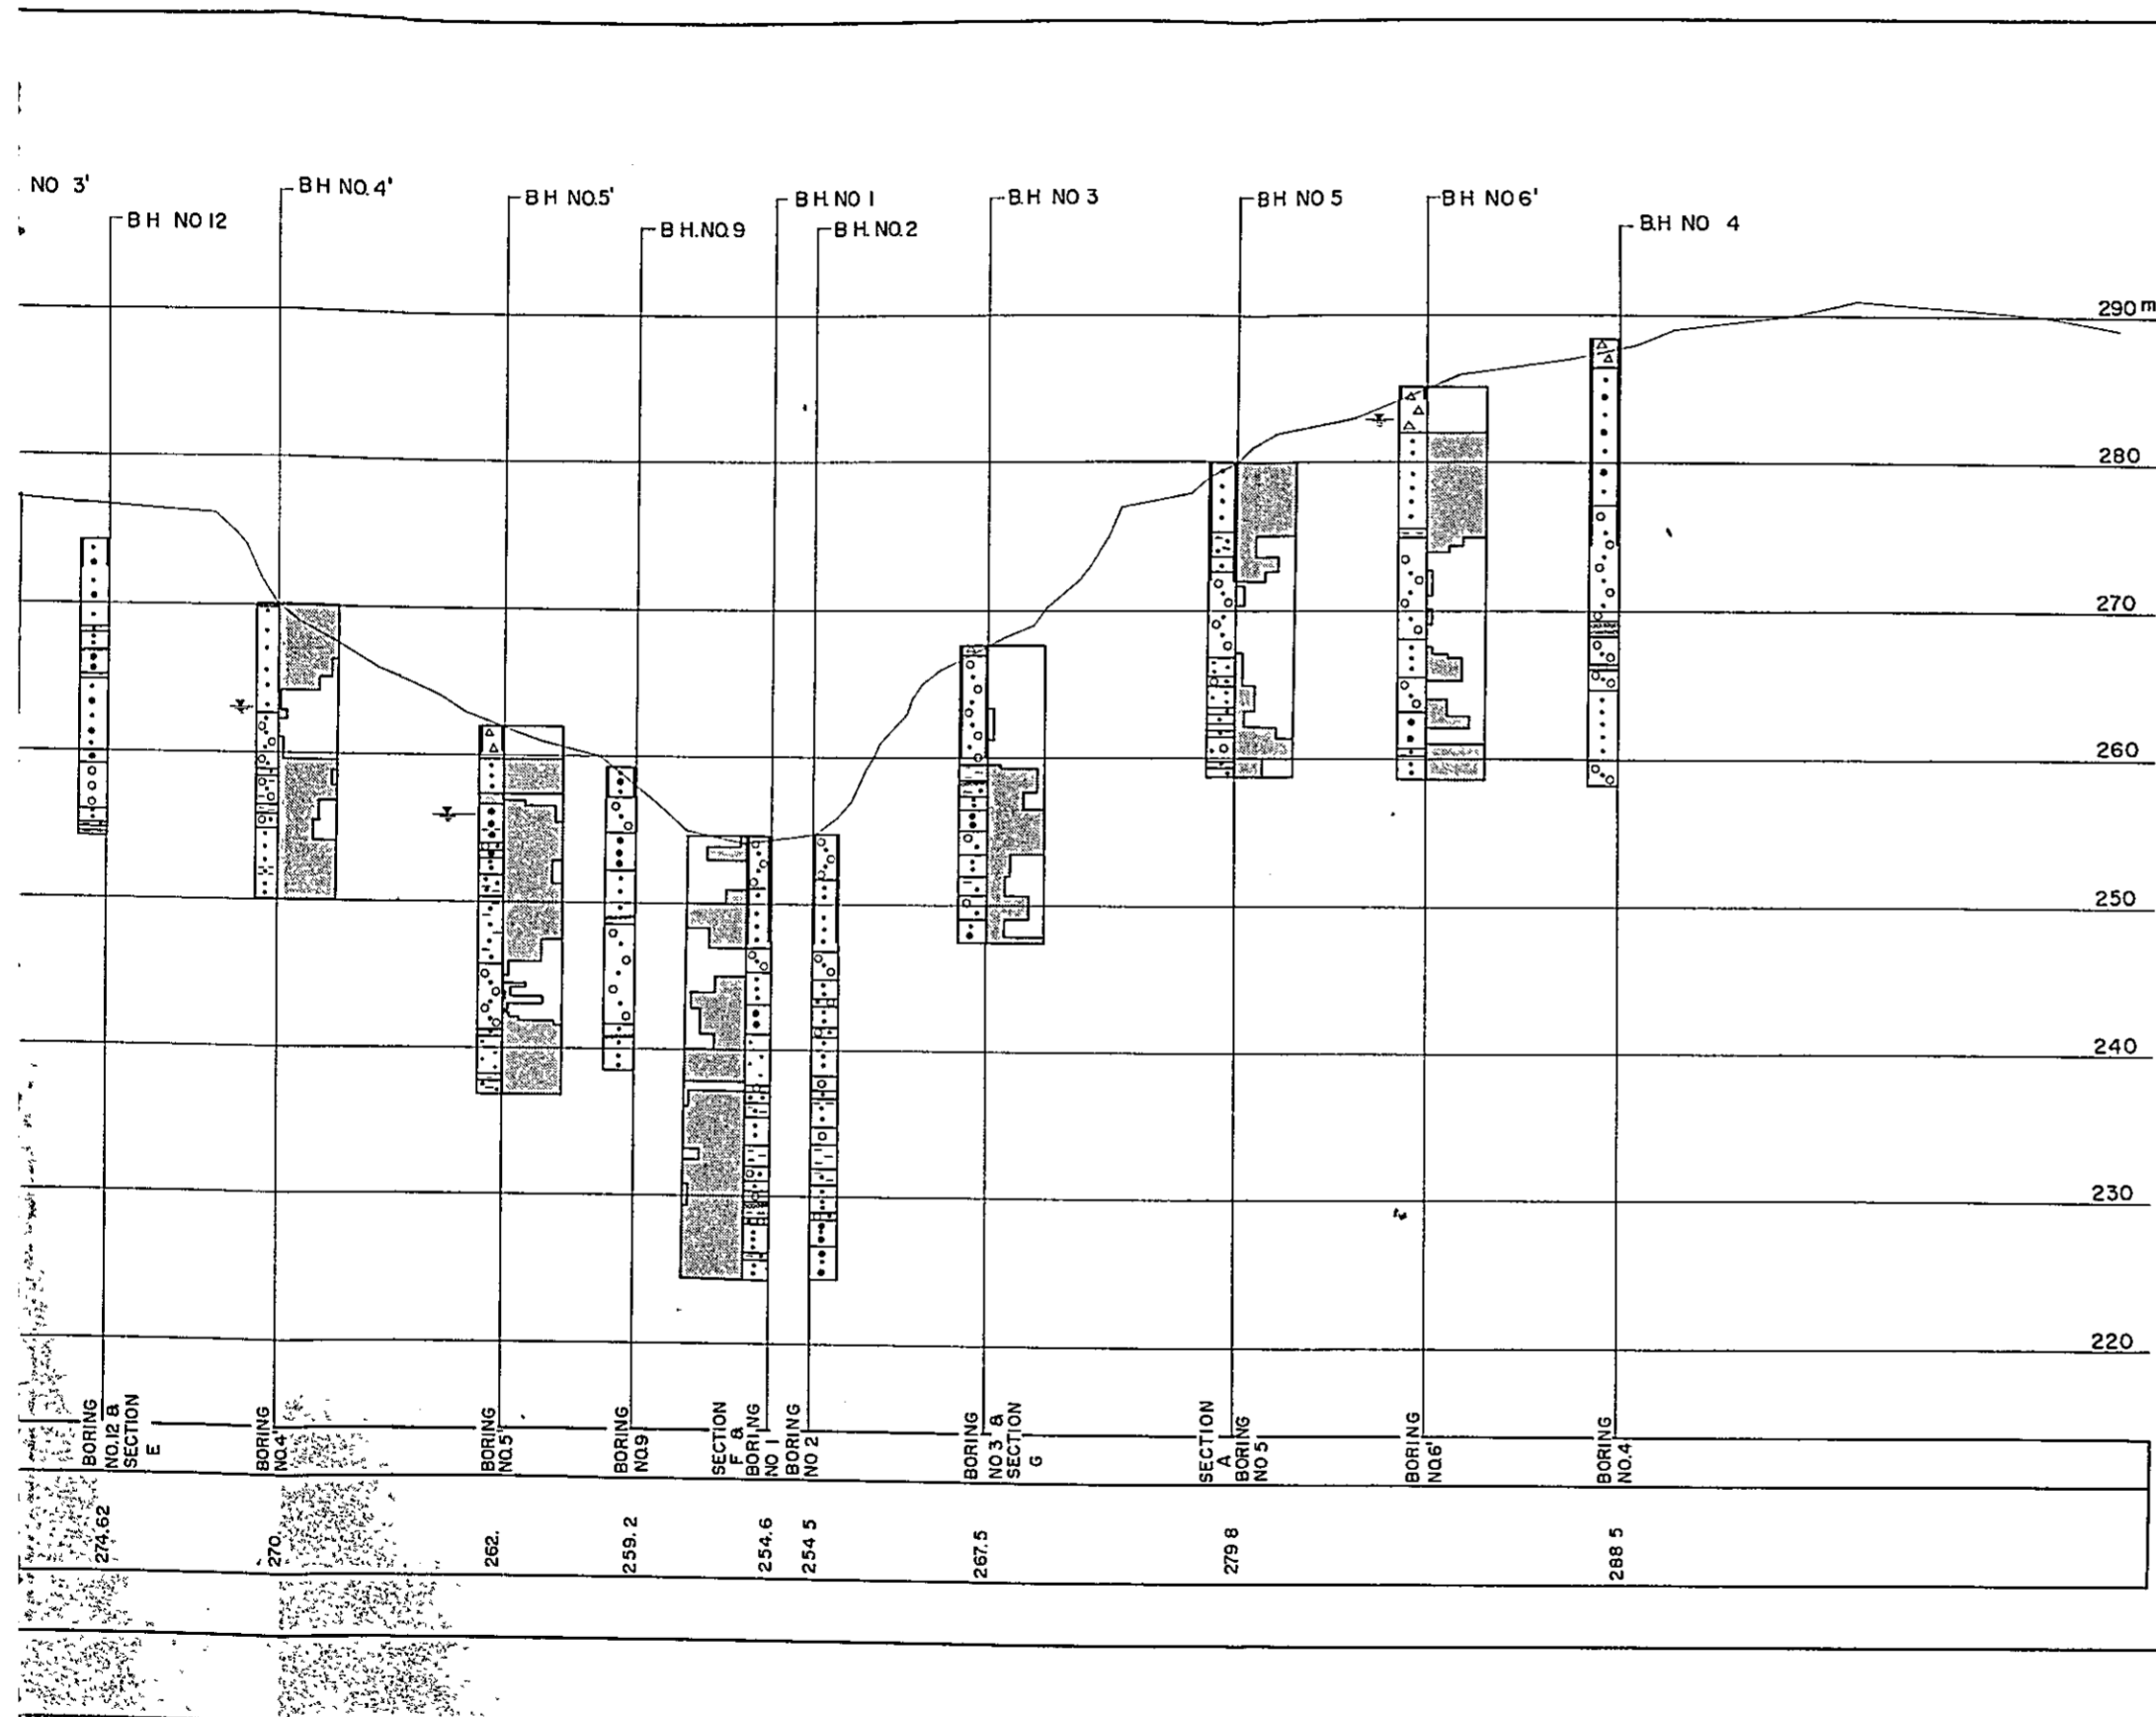 NO 3'
B H NO 12
B H NO. 4'
B H NO.5'
B H.NO.9
B H. NO 1
B H. NO.2
B.H NO 3
B H NO 5
B H NO 6'
B.H NO 4
290 m
280
270
260
250
240
230
220
BORING
NO.12 &
SECTION
E
BORING
NO.4'
BORING
NO.5'
BORING
NO.9
SECTION
F &
BORING
NO 1
BORING
NO 2
BORING
NO 3 &
SECTION
G
SECTION
A
BORING
NO 5
BORING
NO.6'
BORING
NO.4
274.62
270.
262.
259. 2
254. 6
254 5
267.5
279 8
288 5